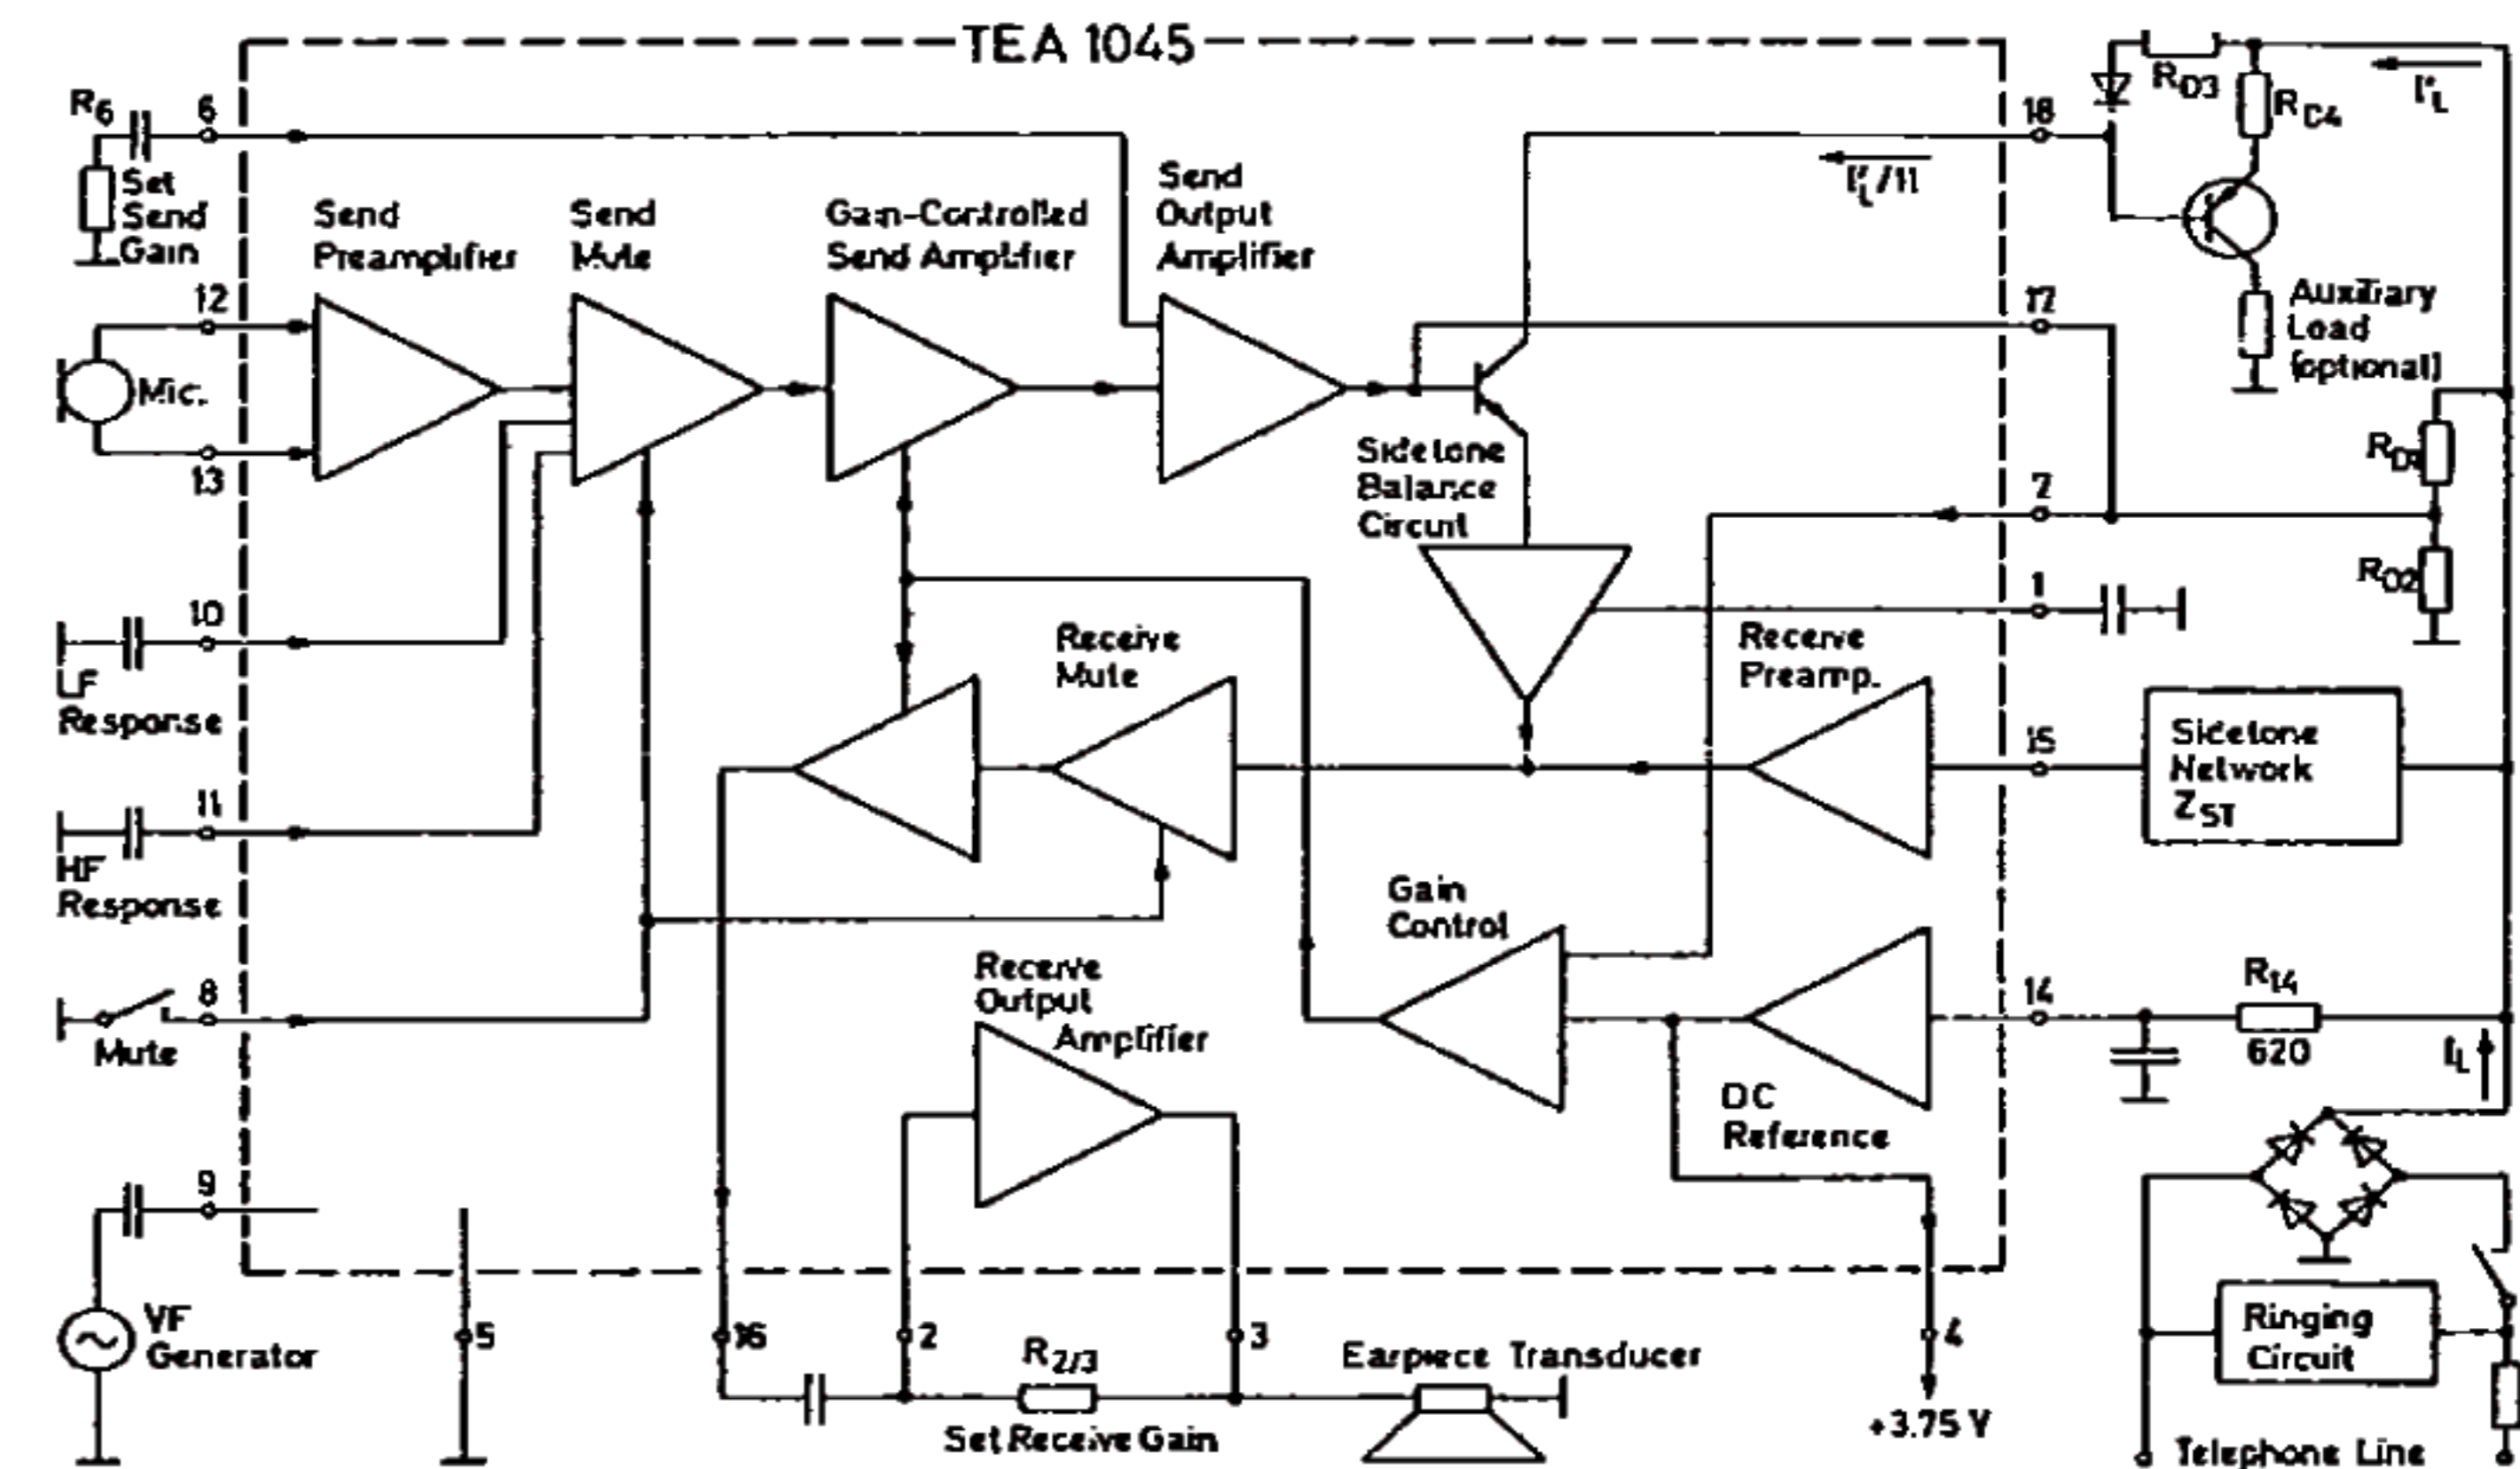 TEA 1045
R6
6
Set
Send
Gain
Send
Preamplifier
Send
Mute
Gain-Controlled
Send Amplifier
Send
Output
Amplifier
18
RD3
RD4
I'L
I'L/11
12
Mic.
13
17
Auxiliary
Load
(optional)
Sidetone
Balance
Circuit
7
RD1
RD2
1
10
LF
Response
Receive
Mute
Receive
Preamp.
15
Sidetone
Network
ZST
11
HF
Response
Gain
Control
8
Mute
Receive
Output
Amplifier
14
R14
620
IL
DC
Reference
9
VF
Generator
5
16
2
R2/3
3
Set Receive Gain
Earpiece Transducer
4
+3.75 V
Ringing
Circuit
Telephone Line